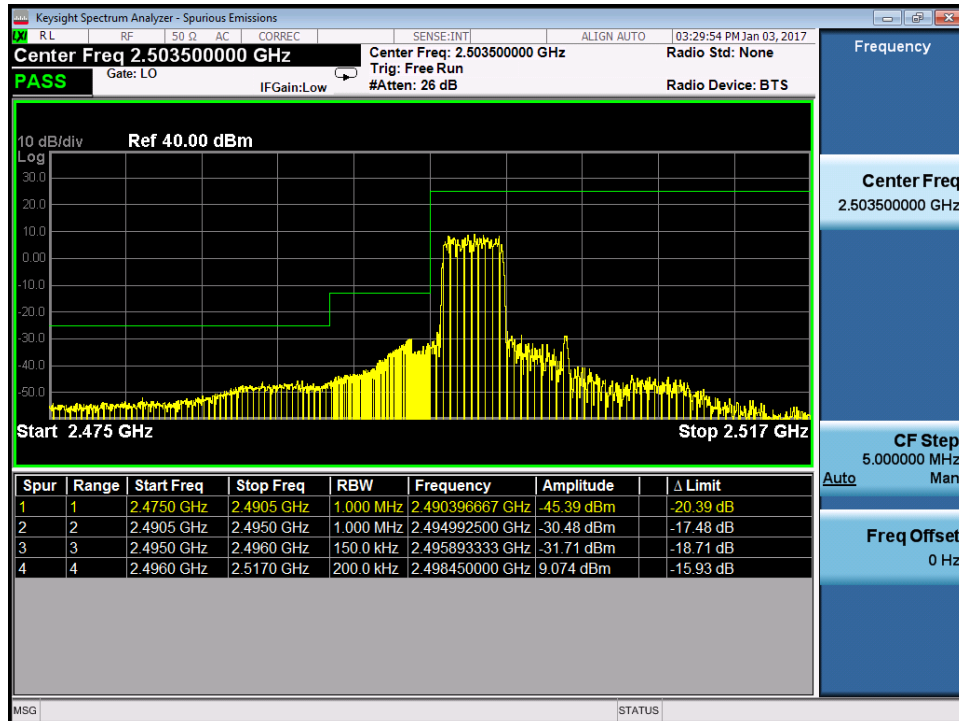 Keysight Spectrum Analyzer - Spurious Emissions
LXI RL RF 50 Ω AC CORREC SENSE:INT ALIGN AUTO 03:29:54 PM Jan 03, 2017
Center Freq 2.503500000 GHz Center Freq: 2.503500000 GHz Radio Std: None
Gate: LO Trig: Free Run
PASS IFGain:Low #Atten: 26 dB Radio Device: BTS
Frequency
10 dB/div Ref 40.00 dBm
Log
30.0
20.0
10.0
0.00
-10.0
-20.0
-30.0
-40.0
-50.0
Start 2.475 GHz Stop 2.517 GHz
Center Freq
2.503500000 GHz
CF Step
5.000000 MHz
Auto Man
Freq Offset
0 Hz
Spur Range Start Freq Stop Freq RBW Frequency Amplitude Δ Limit
1 1 2.4750 GHz 2.4905 GHz 1.000 MHz 2.490396667 GHz -45.39 dBm -20.39 dB
2 2 2.4905 GHz 2.4950 GHz 1.000 MHz 2.494992500 GHz -30.48 dBm -17.48 dB
3 3 2.4950 GHz 2.4960 GHz 150.0 kHz 2.495893333 GHz -31.71 dBm -18.71 dB
4 4 2.4960 GHz 2.5170 GHz 200.0 kHz 2.498450000 GHz 9.074 dBm -15.93 dB
MSG STATUS